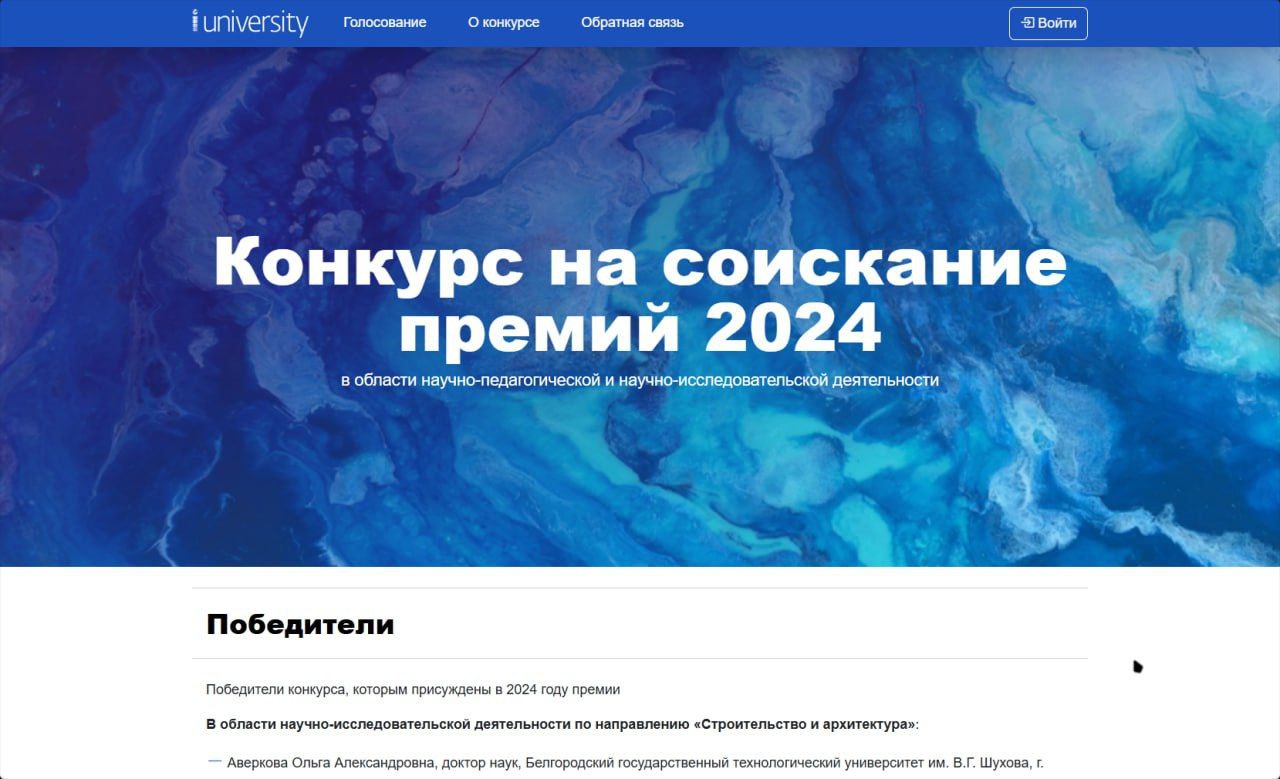 university
Голосование
О конкурсе
Обратная связь
Войти
Конкурс на соискание
премий 2024
в области научно-педагогической и научно-исследовательской деятельности
Победители
Победители конкурса, которым присуждены в 2024 году премии
В области научно-исследовательской деятельности по направлению «Строительство и архитектура»:
— Аверкова Ольга Александровна, доктор наук, Белгородский государственный технологический университет им. В.Г. Шухова, г.